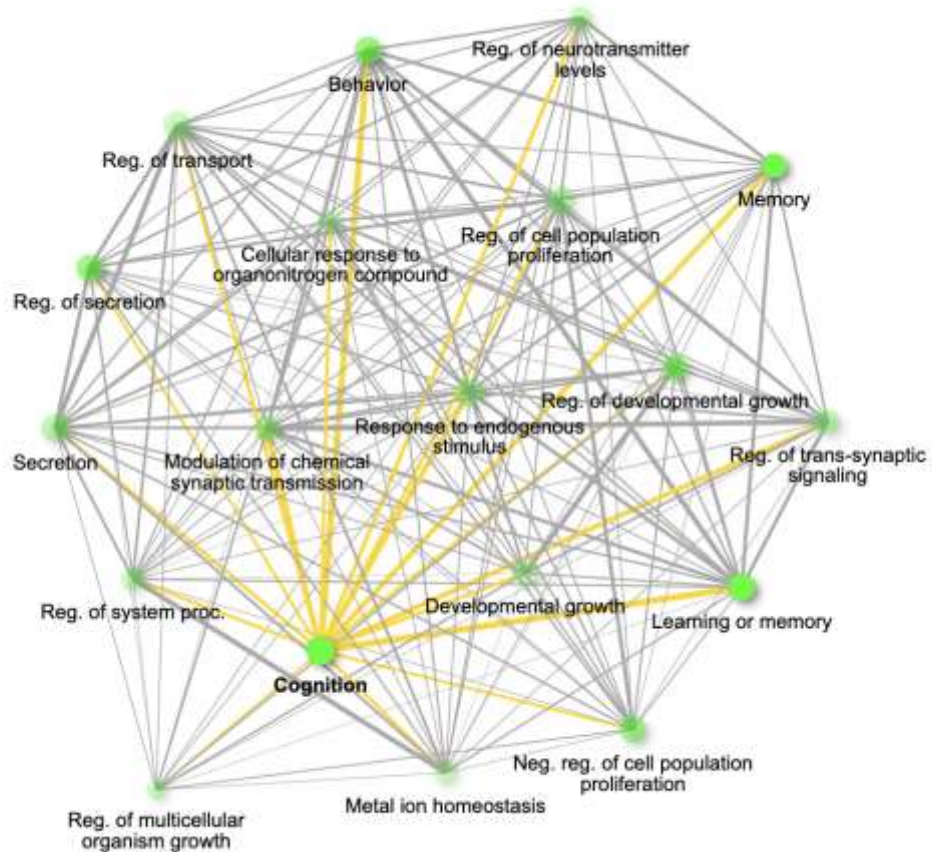 Reg. of neurotransmitter
levels
Behavior
Reg. of transport
Memory
Cellular response to
organonitrogen compound
Reg. of cell population
proliferation
Reg. of secretion
Reg. of developmental growth
Response to endogenous
stimulus
Secretion
Modulation of chemical
synaptic transmission
Reg. of trans-synaptic
signaling
Reg. of system proc.
Developmental growth
Learning or memory
Cognition
Neg. reg. of cell population
proliferation
Metal ion homeostasis
Reg. of multicellular
organism growth